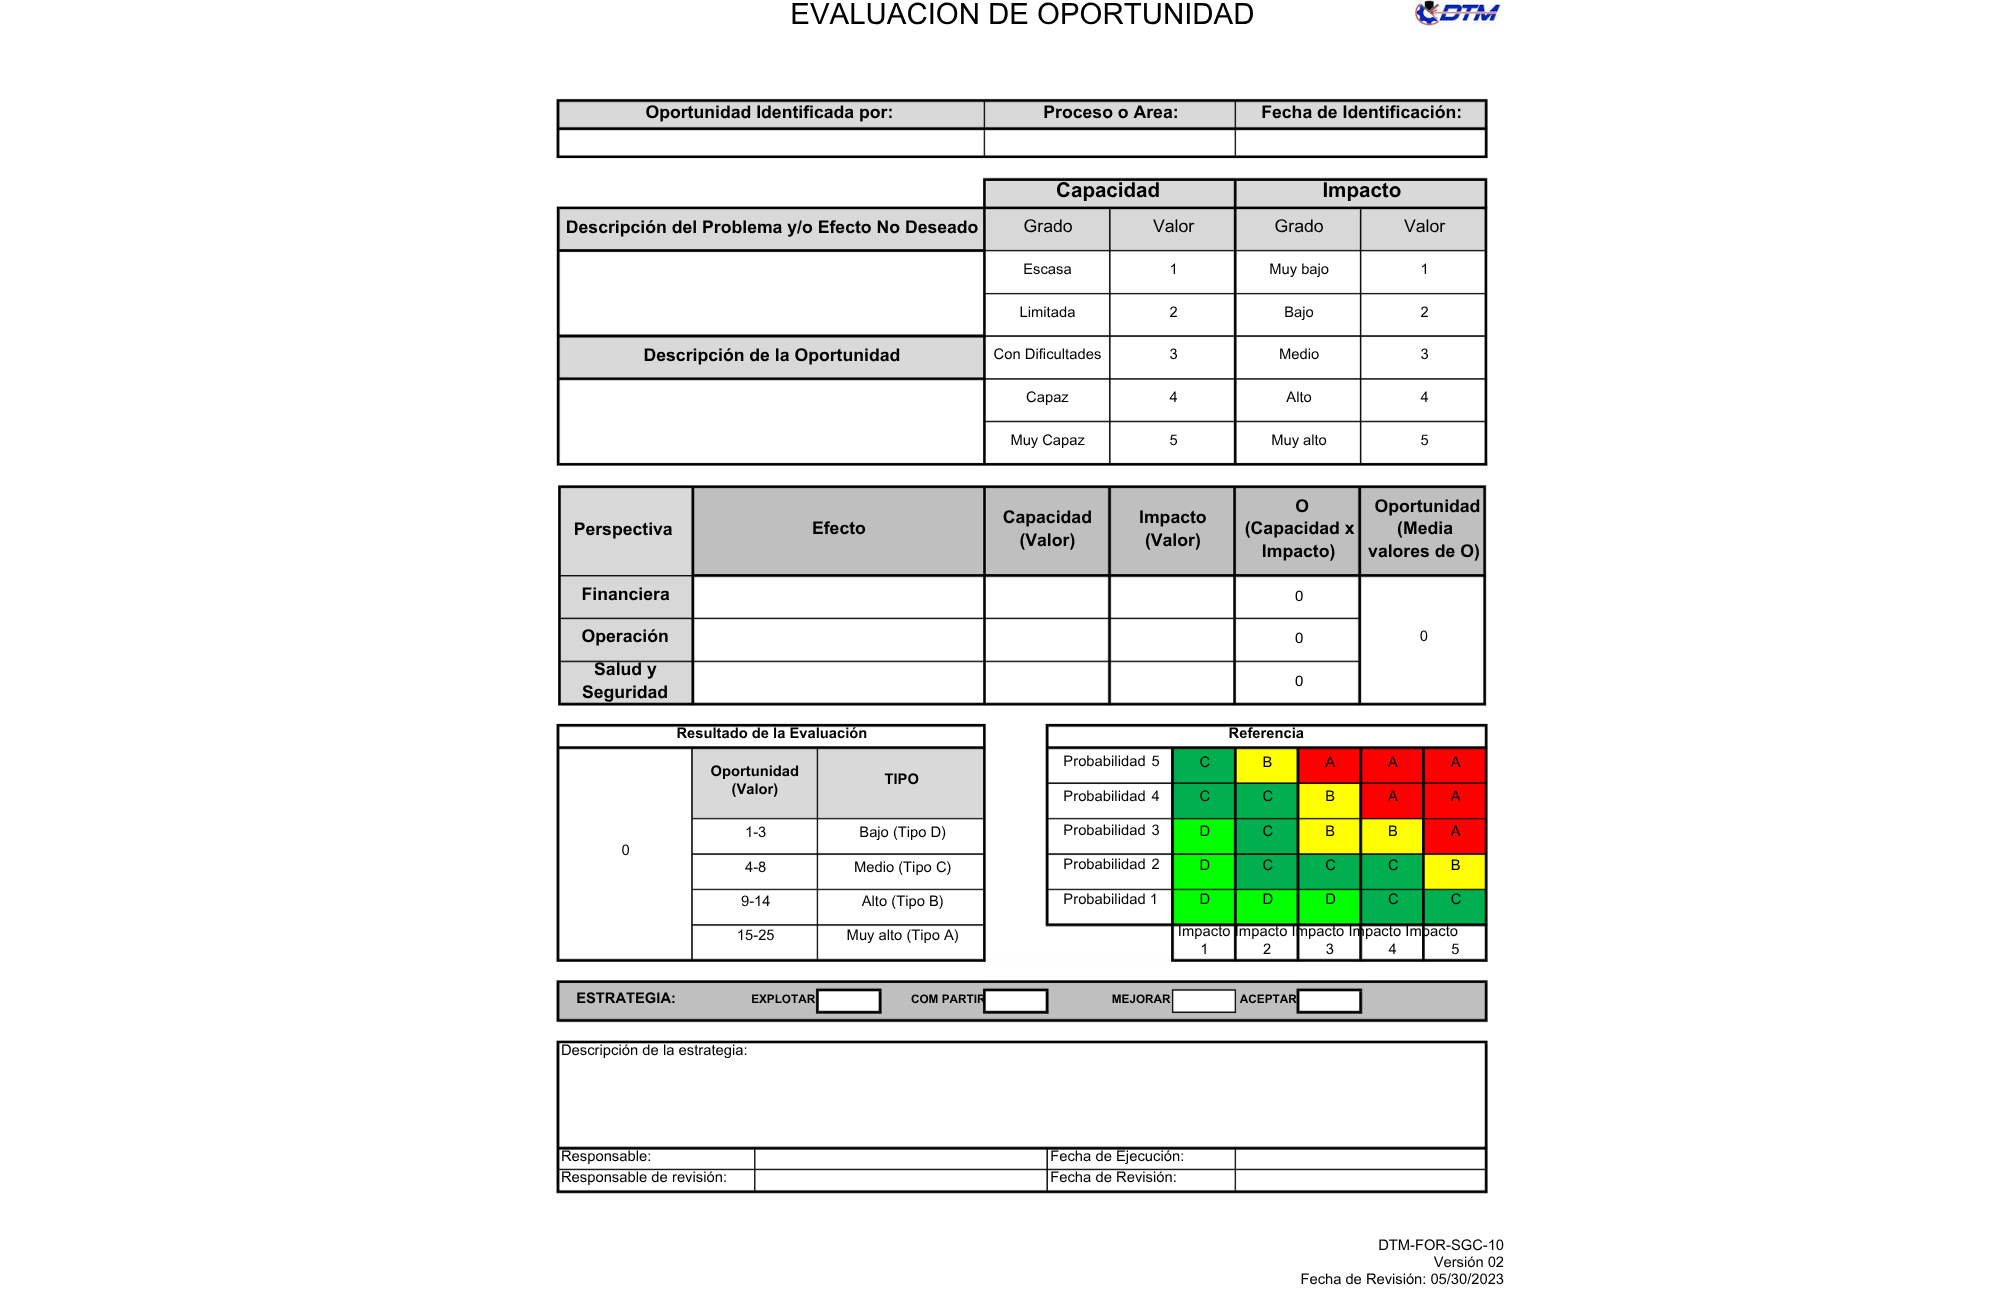 EVALUACION DE OPORTUNIDAD
DTM
Oportunidad Identificada por: Proceso o Area: Fecha de Identificación:
Capacidad Impacto
Descripción del Problema y/o Efecto No Deseado Grado Valor Grado Valor
Escasa 1 Muy bajo 1
Limitada 2 Bajo 2
Descripción de la Oportunidad Con Dificultades 3 Medio 3
Capaz 4 Alto 4
Muy Capaz 5 Muy alto 5
Perspectiva Efecto Capacidad (Valor) Impacto (Valor) O (Capacidad x Impacto) Oportunidad (Media valores de O)
Financiera 0
Operación 0 0
Salud y Seguridad 0
Resultado de la Evaluación
Oportunidad (Valor) TIPO
1-3 Bajo (Tipo D)
0
4-8 Medio (Tipo C)
9-14 Alto (Tipo B)
15-25 Muy alto (Tipo A)
Referencia
Probabilidad 5 C B A A A
Probabilidad 4 C C B A A
Probabilidad 3 D C B B A
Probabilidad 2 D C C C B
Probabilidad 1 D D D C C
Impacto Impacto Impacto Impacto Impacto
1 2 3 4 5
ESTRATEGIA: EXPLOTAR COM PARTIR MEJORAR ACEPTAR
Descripción de la estrategia:
Responsable: Fecha de Ejecución:
Responsable de revisión: Fecha de Revisión:
DTM-FOR-SGC-10
Versión 02
Fecha de Revisión: 05/30/2023